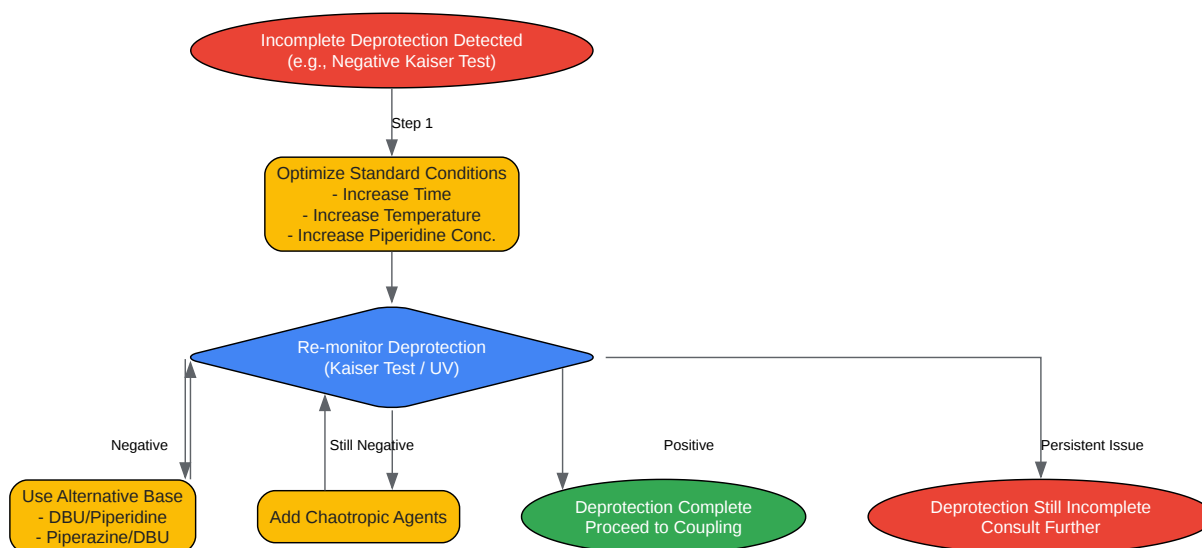 Incomplete Deprotection Detected
(e.g., Negative Kaiser Test)
Step 1
Optimize Standard Conditions
- Increase Time
- Increase Temperature
- Increase Piperidine Conc.
Re-monitor Deprotection
(Kaiser Test / UV)
Negative
Still Negative
Positive
Persistent Issue
Use Alternative Base
- DBU/Piperidine
- Piperazine/DBU
Add Chaotropic Agents
Deprotection Complete
Proceed to Coupling
Deprotection Still Incomplete
Consult Further